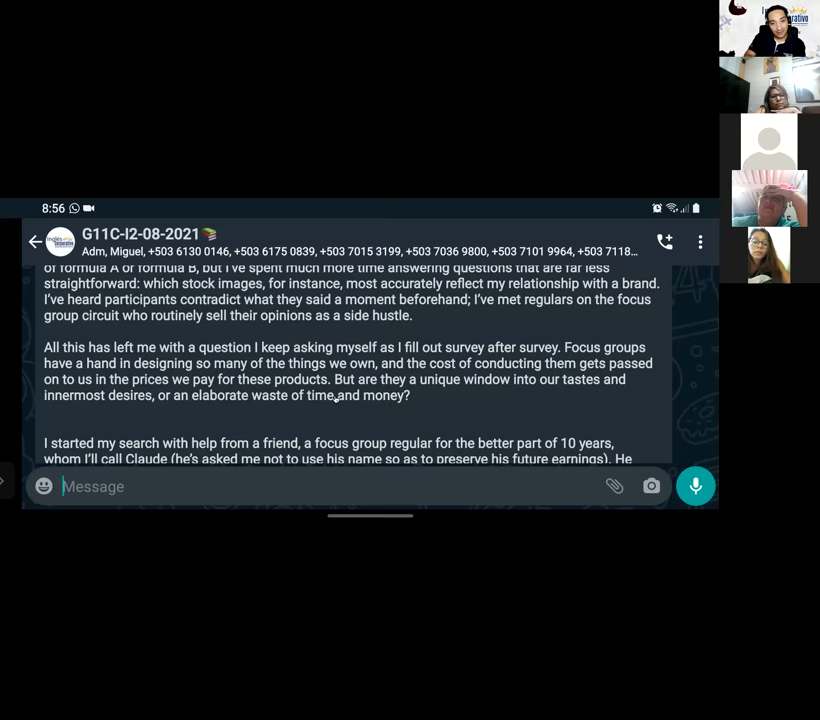 8:56
G11C-I2-08-2021
Adm, Miguel, +503 6130 0146, +503 6175 0839, +503 7015 3199, +503 7036 9800, +503 7101 9964, +503 7118...
of formula A or formula B, but I've spent much more time answering questions that are far less
straightforward: which stock images, for instance, most accurately reflect my relationship with a brand.
I've heard participants contradict what they said a moment beforehand; I've met regulars on the focus
group circuit who routinely sell their opinions as a side hustle.
All this has left me with a question I keep asking myself as I fill out survey after survey. Focus groups
have a hand in designing so many of the things we own, and the cost of conducting them gets passed
on to us in the prices we pay for these products. But are they a unique window into our tastes and
innermost desires, or an elaborate waste of time and money?
I started my search with help from a friend, a focus group regular for the better part of 10 years,
whom I'll call Claude (he's asked me not to use his name so as to preserve his future earnings). He
Message